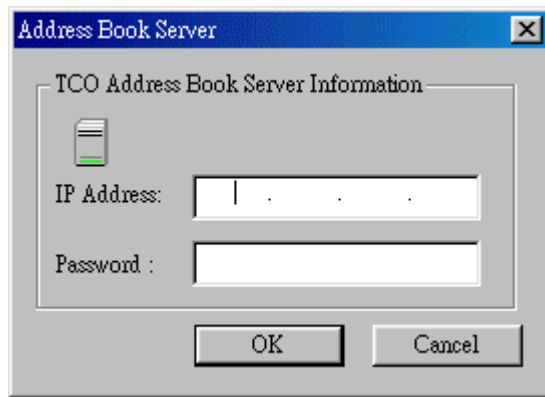 Address Book Server
TCO Address Book Server Information
IP Address: . . .
Password :
OK Cancel